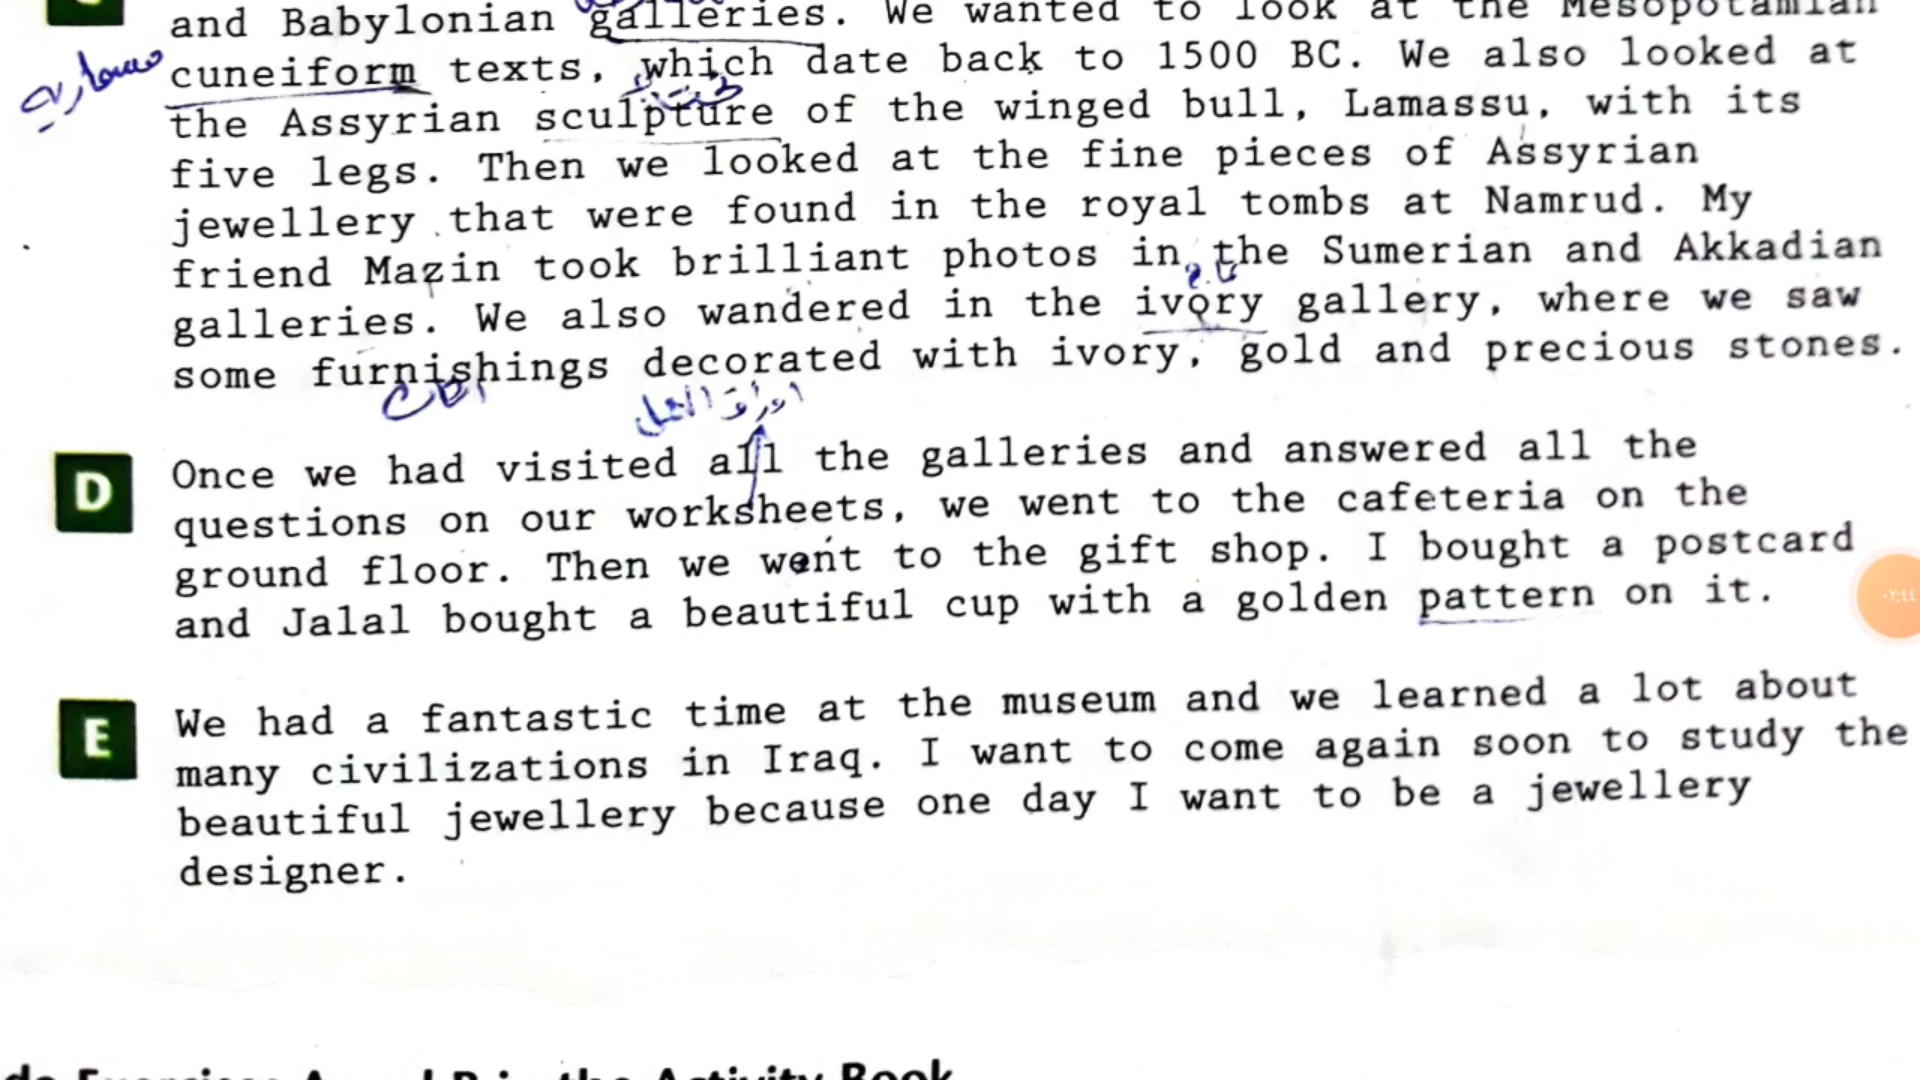 and Babylonian galleries. We wanted to look at the Mesopotamian
مسمارية
cuneiform texts, which date back to 1500 BC. We also looked at
the Assyrian sculpture of the winged bull, Lamassu, with its
five legs. Then we looked at the fine pieces of Assyrian
jewellery that were found in the royal tombs at Namrud. My
friend Mazin took brilliant photos in the Sumerian and Akkadian
galleries. We also wandered in the ivory gallery, where we saw
some furnishings decorated with ivory, gold and precious stones.
اثاث
اوراق العمل
D
Once we had visited all the galleries and answered all the
questions on our worksheets, we went to the cafeteria on the
ground floor. Then we went to the gift shop. I bought a postcard
and Jalal bought a beautiful cup with a golden pattern on it.
E
We had a fantastic time at the museum and we learned a lot about
many civilizations in Iraq. I want to come again soon to study the
beautiful jewellery because one day I want to be a jewellery
designer.
in the Activity Book